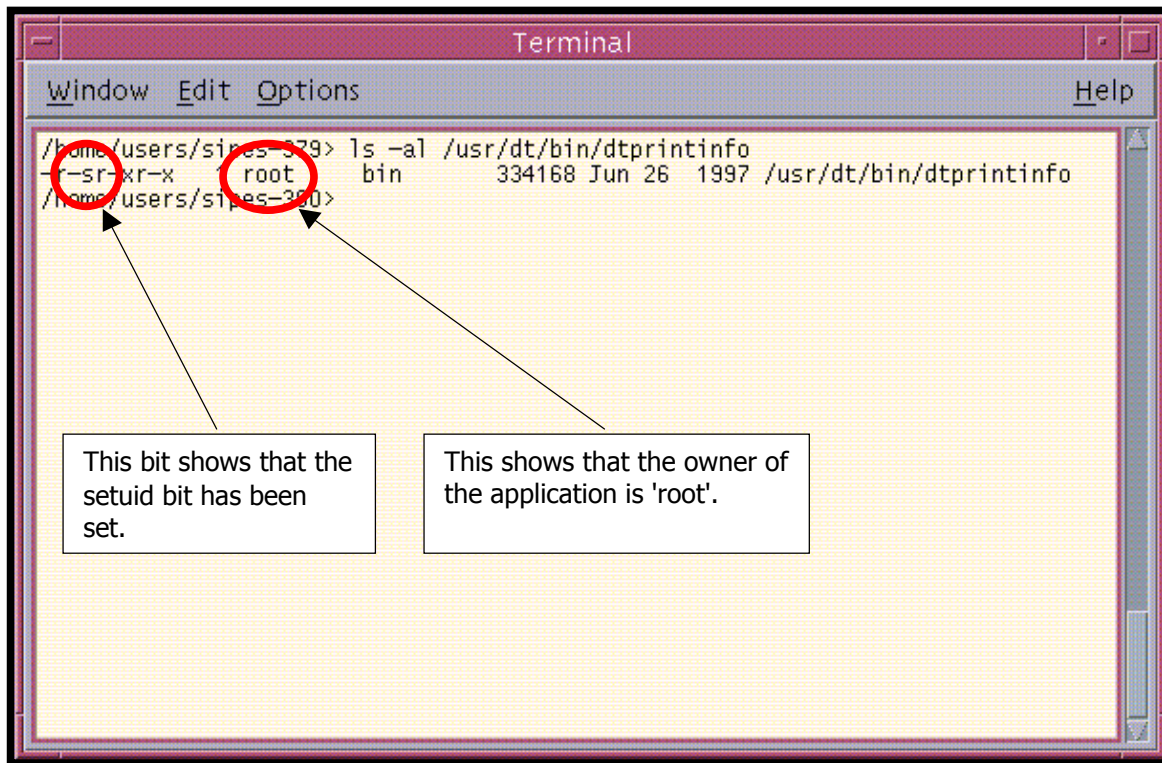 Terminal
Window Edit Options Help
/home/users/sipes-379> ls -al /usr/dt/bin/dtprintinfo
-r-sr-xr-x 1 root bin 334168 Jun 26 1997 /usr/dt/bin/dtprintinfo
/home/users/sipes-380>
This bit shows that the
setuid bit has been
set.
This shows that the owner of
the application is 'root'.